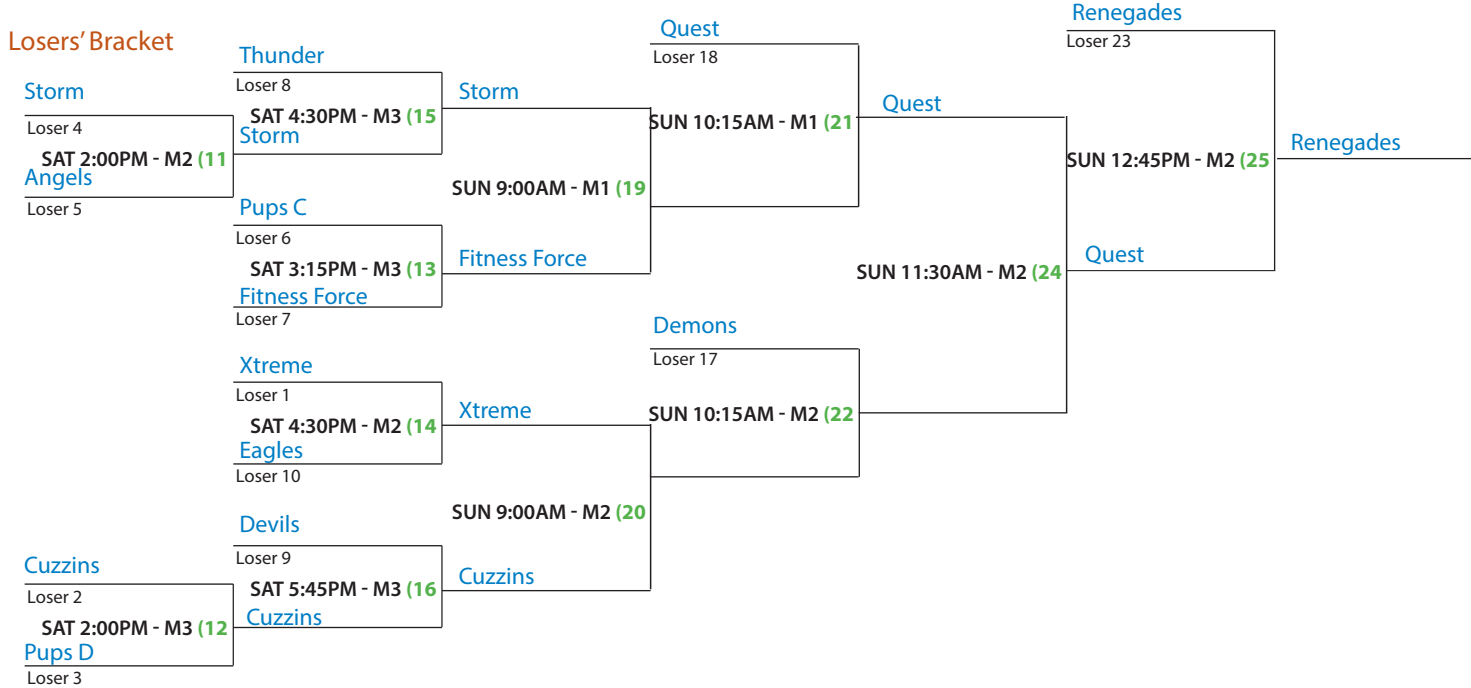 Losers' Bracket
Storm
Loser 4
SAT 2:00PM - M2 (11
Angels
Loser 5
Cuzzins
Loser 2
SAT 2:00PM - M3 (12
Pups D
Loser 3
Thunder
Loser 8
SAT 4:30PM - M3 (15
Storm
Pups C
Loser 6
SAT 3:15PM - M3 (13
Fitness Force
Loser 7
Xtreme
Loser 1
SAT 4:30PM - M2 (14
Eagles
Loser 10
Devils
Loser 9
SAT 5:45PM - M3 (16
Cuzzins
Storm
SUN 9:00AM - M1 (19
Fitness Force
Xtreme
SUN 9:00AM - M2 (20
Cuzzins
Quest
Loser 18
SUN 10:15AM - M1 (21
Demons
Loser 17
SUN 10:15AM - M2 (22
Quest
SUN 11:30AM - M2 (24
Renegades
Loser 23
SUN 12:45PM - M2 (25
Quest
Renegades